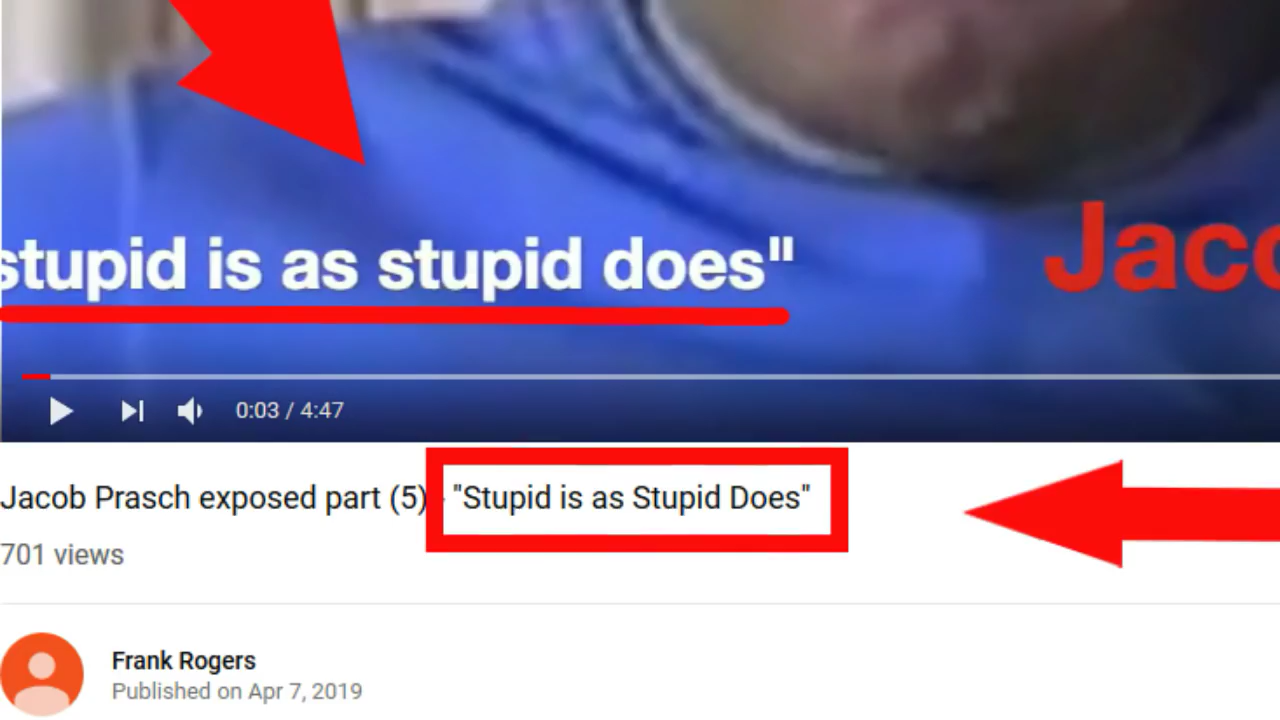 stupid is as stupid does"
Jaco
0:03 / 4:47
Jacob Prasch exposed part (5) - "Stupid is as Stupid Does"
701 views
Frank Rogers
Published on Apr 7, 2019